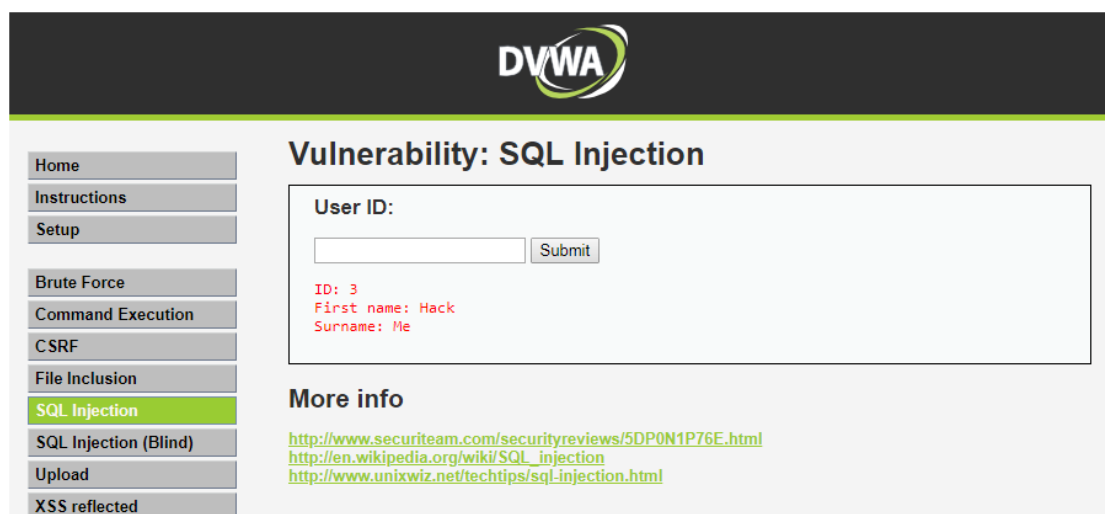 DVWA
Home
Instructions
Setup
Brute Force
Command Execution
CSRF
File Inclusion
SQL Injection
SQL Injection (Blind)
Upload
XSS reflected
Vulnerability: SQL Injection
User ID:
Submit
ID: 3
First name: Hack
Surname: Me
More info
http://www.securiteam.com/securityreviews/5DP0N1P76E.html
http://en.wikipedia.org/wiki/SQL_injection
http://www.unixwiz.net/techtips/sql-injection.html